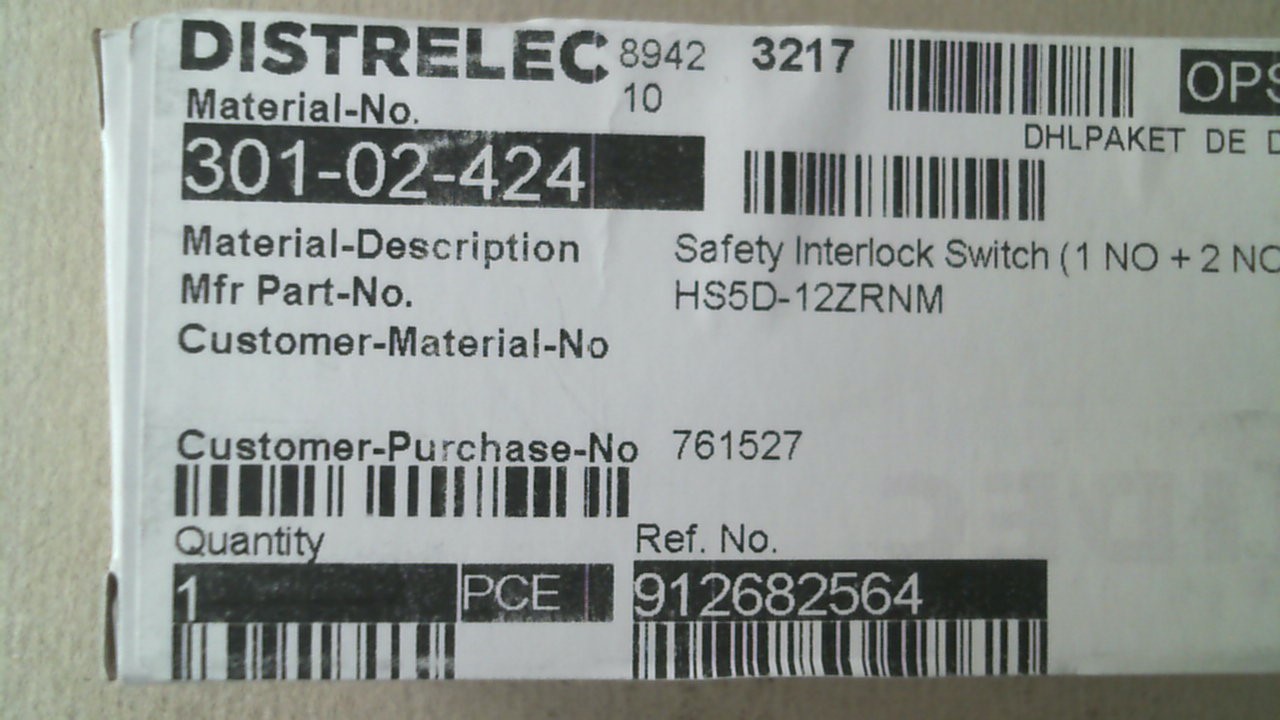 DISTRELEC 8942 3217 OPS
10
Material-No.
DHLPAKET DE D
301-02-424
Material-Description Safety Interlock Switch (1 NO + 2 NC
Mfr Part-No. HS5D-12ZRNM
Customer-Material-No
Customer-Purchase-No 761527
Quantity Ref. No.
1 PCE 912682564